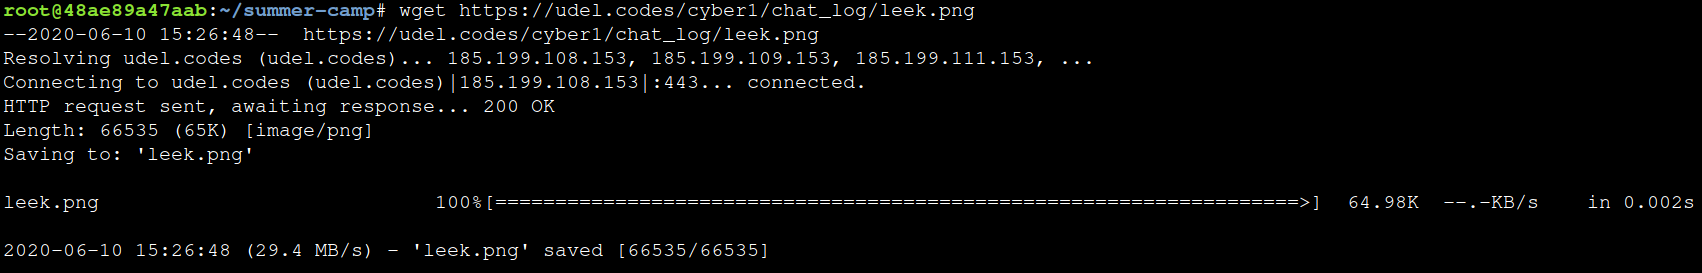 root@48ae89a47aab:~/summer-camp# wget https://udel.codes/cyber1/chat_log/leek.png
--2020-06-10 15:26:48--  https://udel.codes/cyber1/chat_log/leek.png
Resolving udel.codes (udel.codes)... 185.199.108.153, 185.199.109.153, 185.199.111.153, ...
Connecting to udel.codes (udel.codes)|185.199.108.153|:443... connected.
HTTP request sent, awaiting response... 200 OK
Length: 66535 (65K) [image/png]
Saving to: 'leek.png'
leek.png                            100%[===================================================================>]  64.98K  --.-KB/s    in 0.002s
2020-06-10 15:26:48 (29.4 MB/s) - 'leek.png' saved [66535/66535]